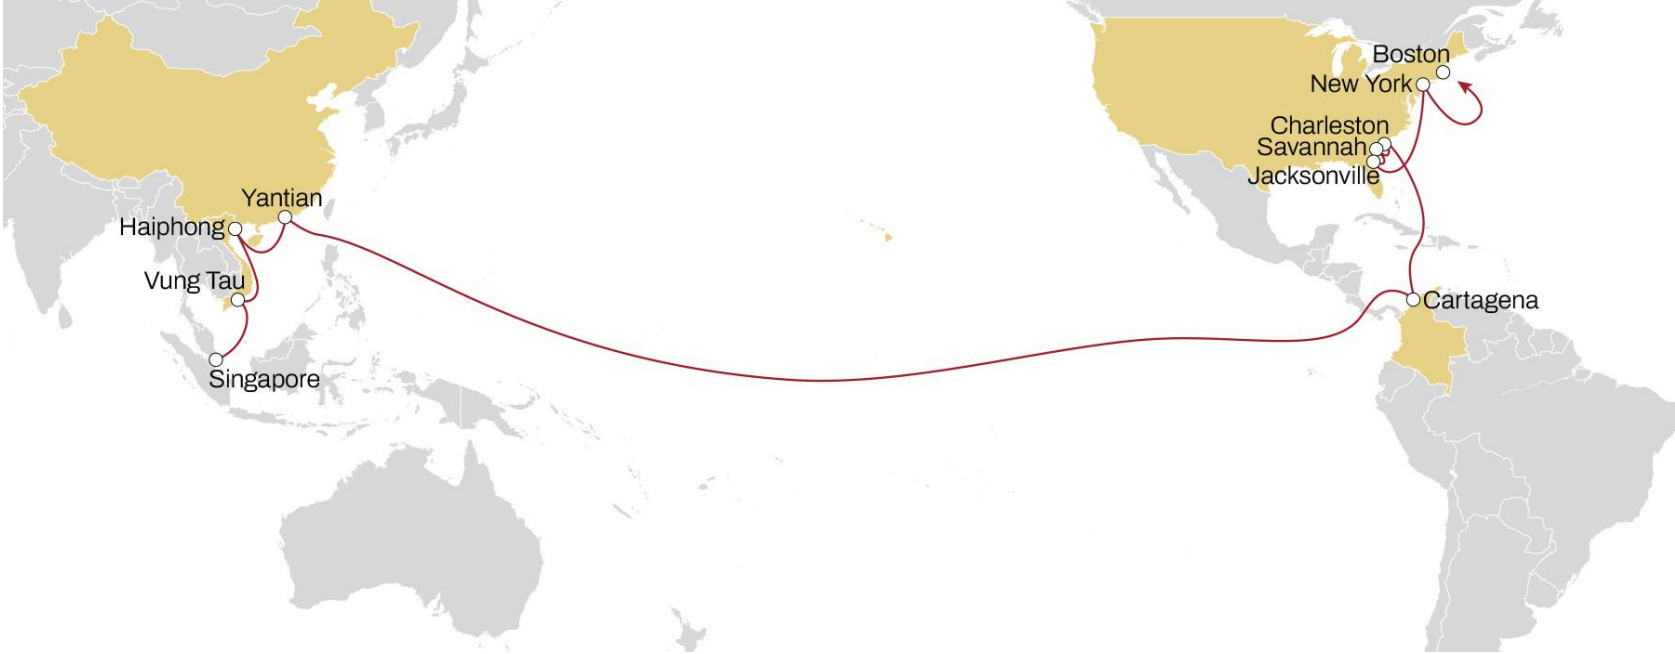 Boston
New York
Charleston
Savannah
Jacksonville
Yantian
Haiphong
Vung Tau
Cartagena
Singapore